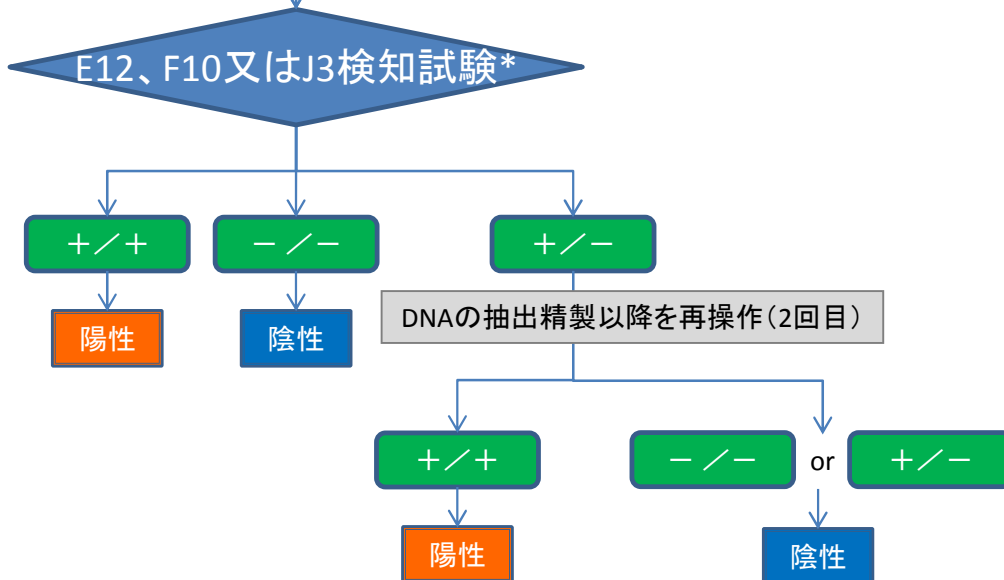 E12、F10又はJ3検知試験*
＋／＋
－／－
＋／－
陽性
陰性
DNAの抽出精製以降を再操作（2回目）
＋／＋
－／－
or
＋／－
陽性
陰性